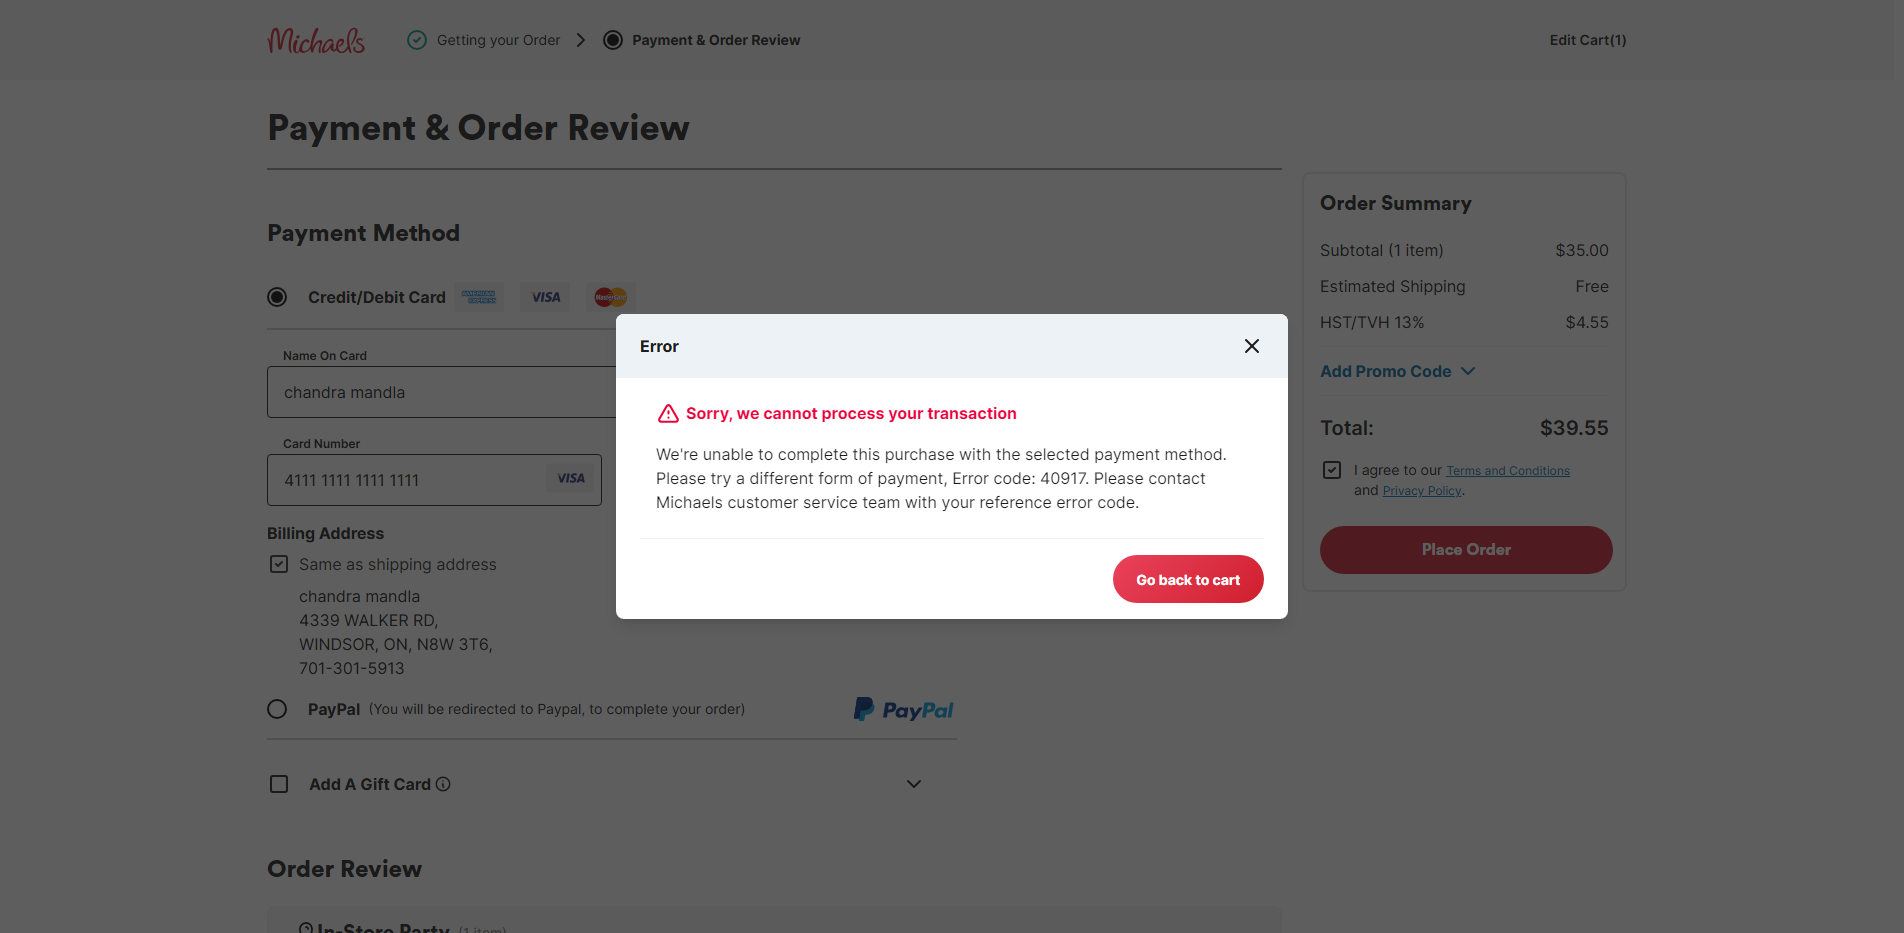 Michaels
Getting your Order
Payment & Order Review
Edit Cart(1)
Payment & Order Review
Payment Method
Credit/Debit Card
AMERICAN EXPRESS
VISA
MasterCard
Name On Card
chandra mandla
Card Number
4111 1111 1111 1111
VISA
Billing Address
Same as shipping address
chandra mandla
4339 WALKER RD,
WINDSOR, ON, N8W 3T6,
701-301-5913
PayPal (You will be redirected to Paypal, to complete your order)
PayPal
Add A Gift Card
Order Review
In-Store Party (1 item)
Error
Sorry, we cannot process your transaction
We're unable to complete this purchase with the selected payment method.
Please try a different form of payment, Error code: 40917. Please contact
Michaels customer service team with your reference error code.
Go back to cart
Order Summary
Subtotal (1 item) $35.00
Estimated Shipping Free
HST/TVH 13% $4.55
Add Promo Code
Total: $39.55
I agree to our Terms and Conditions
and Privacy Policy.
Place Order